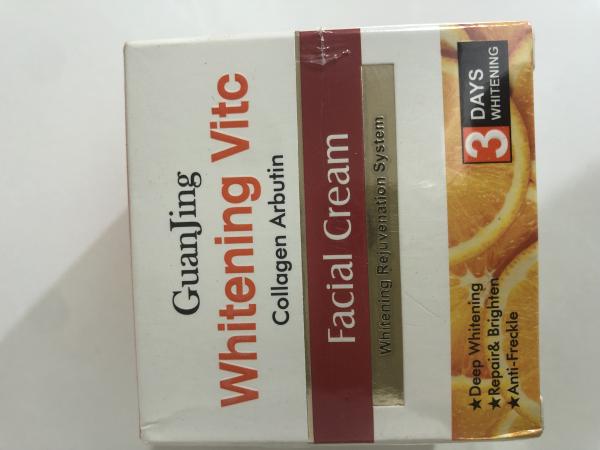 GuanJing
Whitening Vitc
Collagen Arbutin
Facial Cream
Whitening Rejuvenation System
3 DAYS
WHITENING
★Deep Whitening
★Repair& Brighten
★Anti-Freckle